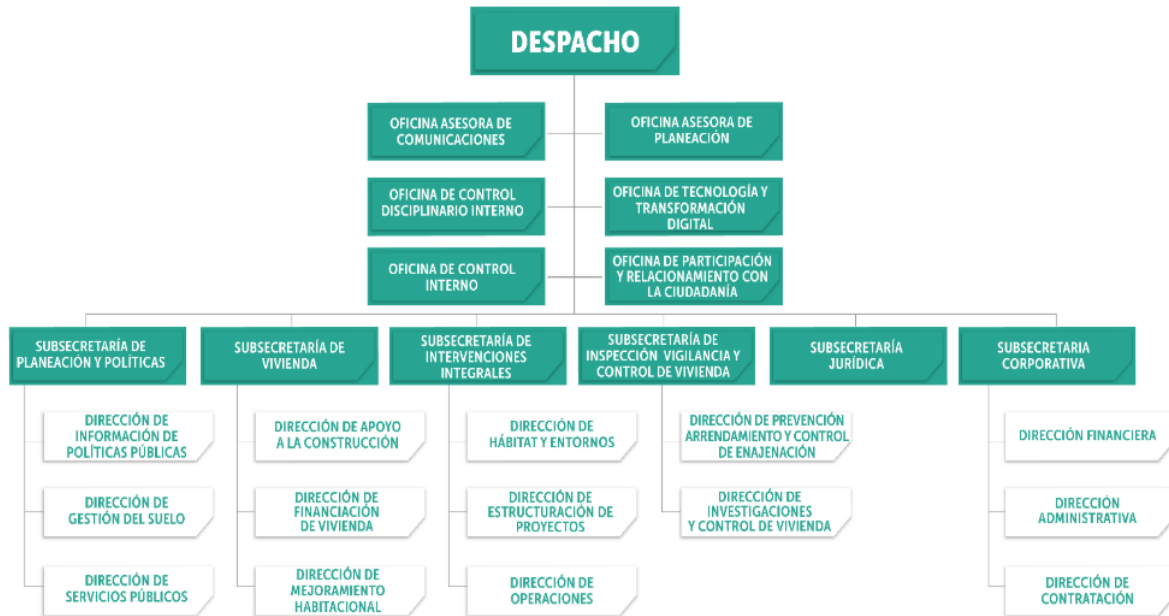 DESPACHO
OFICINA ASESORA DE
COMUNICACIONES
OFICINA ASESORA DE
PLANEACIÓN
OFICINA DE CONTROL
DISCIPLINARIO INTERNO
OFICINA DE TECNOLOGÍA Y
TRANSFORMACIÓN
DIGITAL
OFICINA DE CONTROL
INTERNO
OFICINA DE PARTICIPACIÓN
Y RELACIONAMIENTO CON
LA CIUDADANÍA
SUBSECRETARÍA DE
PLANEACIÓN Y POLÍTICAS
SUBSECRETARÍA DE
VIVIENDA
SUBSECRETARÍA DE
INTERVENCIONES
INTEGRALES
SUBSECRETARÍA DE
INSPECCIÓN VIGILANCIA Y
CONTROL DE VIVIENDA
SUBSECRETARÍA
JURÍDICA
SUBSECRETARIA
CORPORATIVA
DIRECCIÓN DE
INFORMACIÓN DE
POLÍTICAS PÚBLICAS
DIRECCIÓN DE APOYO
A LA CONSTRUCCIÓN
DIRECCIÓN DE
HÁBITAT Y ENTORNOS
DIRECCIÓN DE PREVENCIÓN
ARRENDAMIENTO Y CONTROL
DE ENAJENACIÓN
DIRECCIÓN FINANCIERA
DIRECCIÓN DE
GESTIÓN DEL SUELO
DIRECCIÓN DE
FINANCIACIÓN
DE VIVIENDA
DIRECCIÓN DE
ESTRUCTURACIÓN DE
PROYECTOS
DIRECCIÓN DE
INVESTIGACIONES
Y CONTROL DE VIVIENDA
DIRECCIÓN
ADMINISTRATIVA
DIRECCIÓN DE
SERVICIOS PÚBLICOS
DIRECCIÓN DE
MEJORAMIENTO
HABITACIONAL
DIRECCIÓN DE
OPERACIONES
DIRECCIÓN DE
CONTRATACIÓN